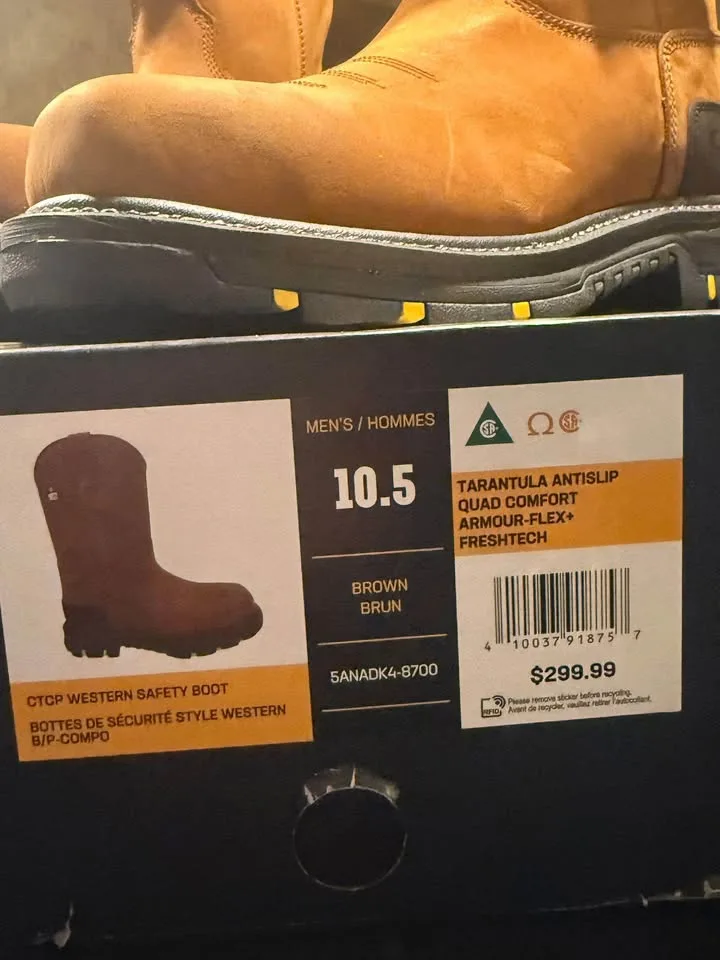 MEN'S / HOMMES
10.5
BROWN
BRUN
5ANADK4-8700
CTCP WESTERN SAFETY BOOT
BOTTES DE SÉCURITÉ STYLE WESTERN
B/P-COMPO
CSA
Ω CSA
TARANTULA ANTISLIP
QUAD COMFORT
ARMOUR-FLEX+
FRESHTECH
4 10037 91875 7
$299.99
RFID
Please remove sticker before recycling.
Avant de recycler, veuillez retirer l'autocollant.